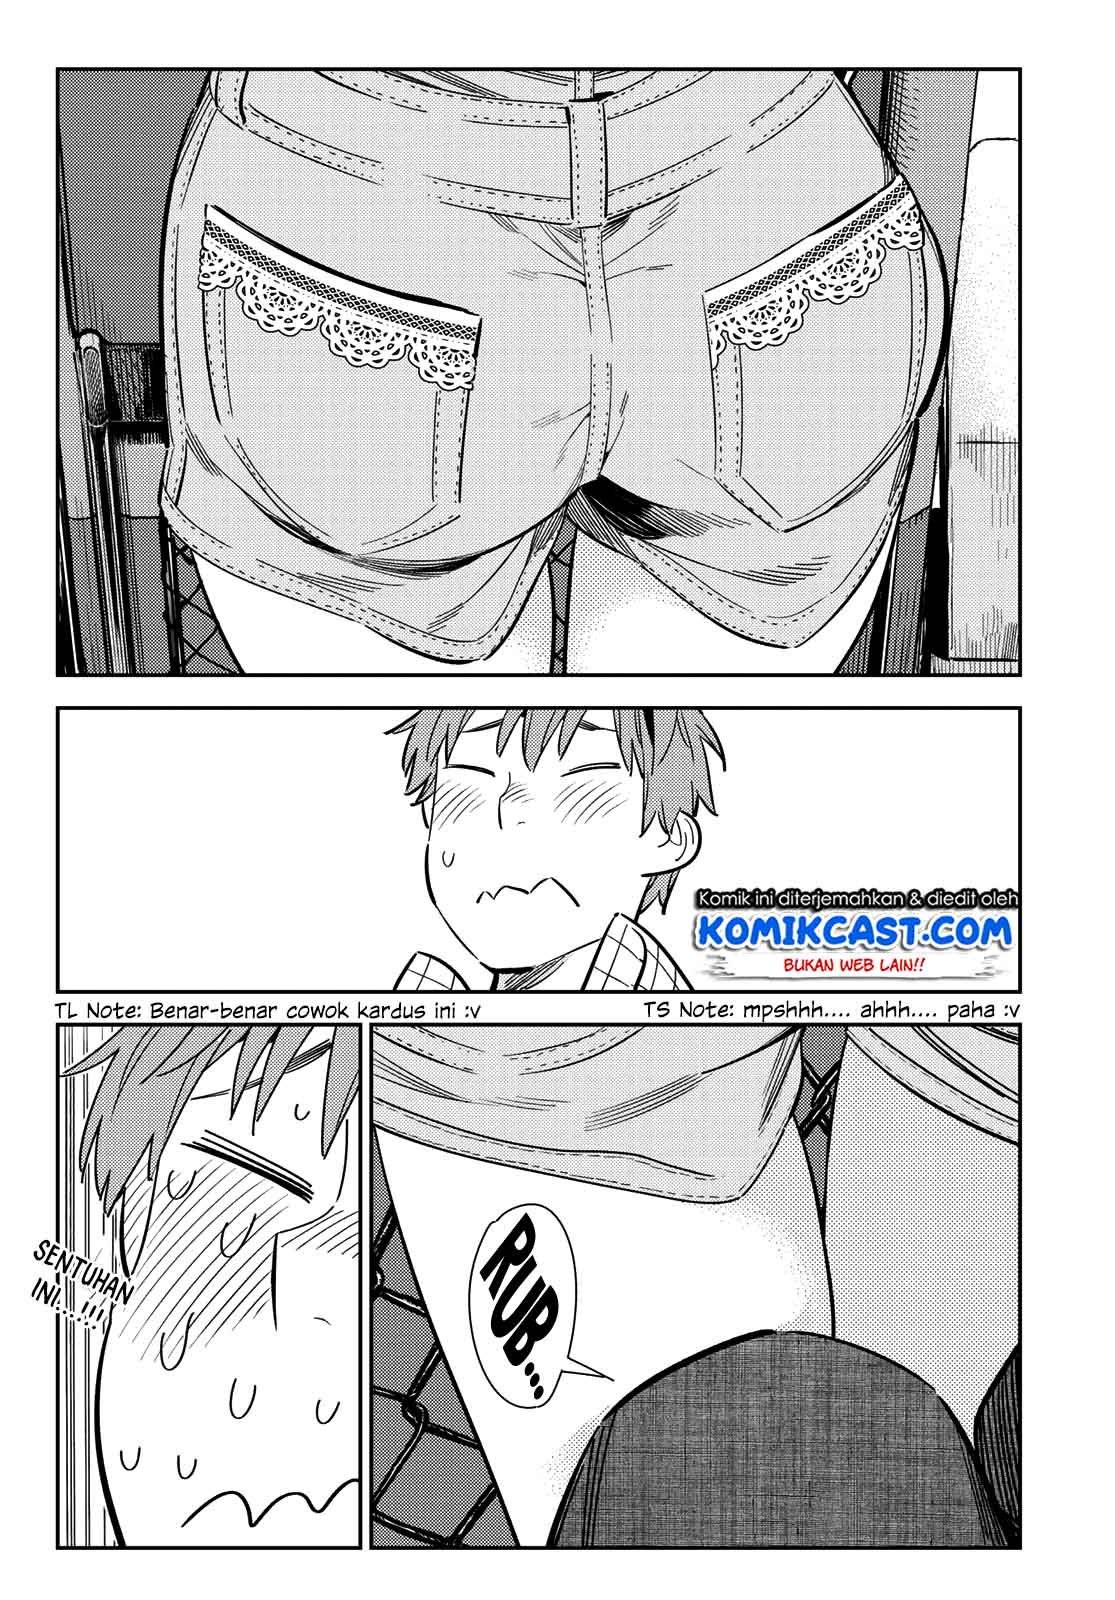 Komik ini diterjemahkan & diedit oleh
KOMIKCAST.COM
BUKAN WEB LAIN!!
TL Note: Benar-benar cowok kardus ini :v
TS Note: mpshhh.... ahhh.... paha :v
SENTUHAN
INI...!!!
RUB...